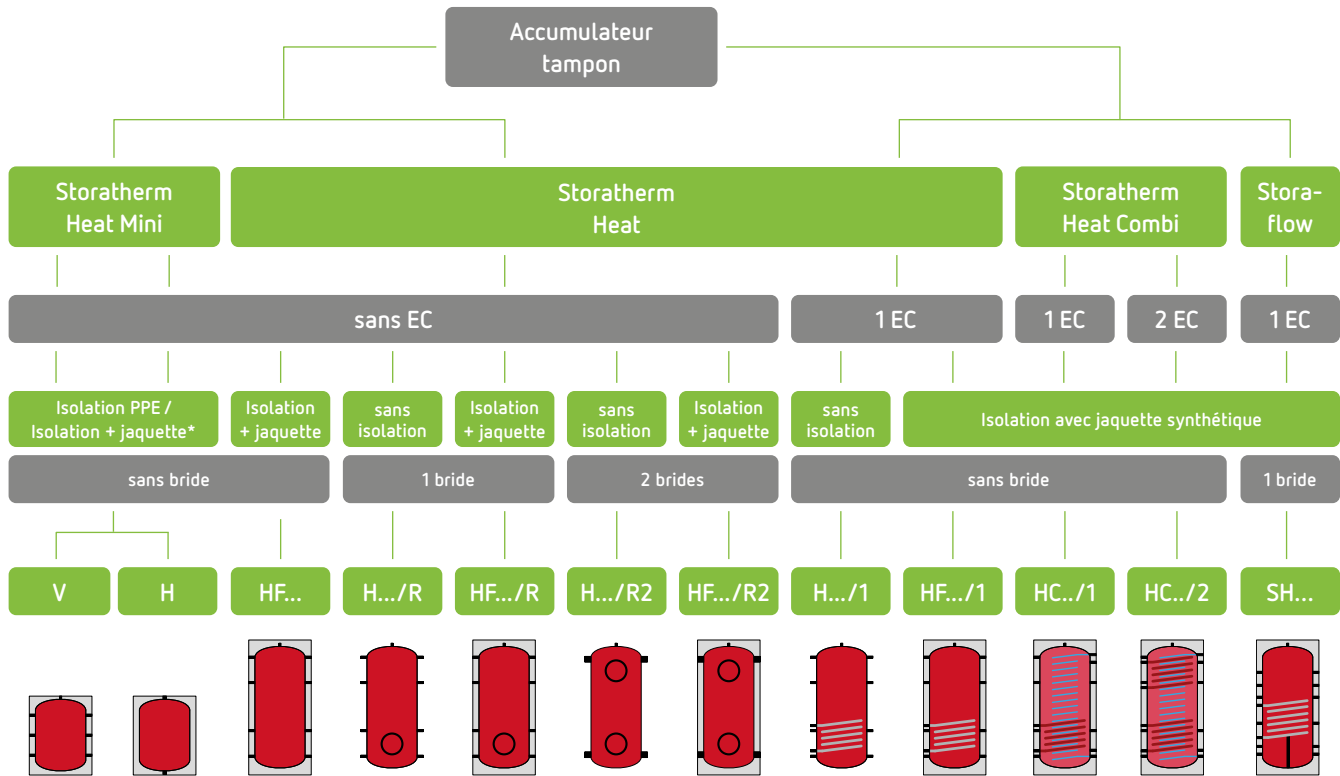 Accumulateur
tampon
Storatherm
Heat Mini
Storatherm
Heat
Storatherm
Heat Combi
Stora-
flow
sans EC
1 EC
1 EC
2 EC
1 EC
Isolation PPE /
Isolation + jaquette*
Isolation
+ jaquette
sans
isolation
Isolation
+ jaquette
sans
isolation
Isolation
+ jaquette
sans
isolation
Isolation avec jaquette synthétique
sans bride
1 bride
2 brides
sans bride
1 bride
V
H
HF...
H.../R
HF.../R
H.../R2
HF.../R2
H.../1
HF.../1
HC../1
HC../2
SH...